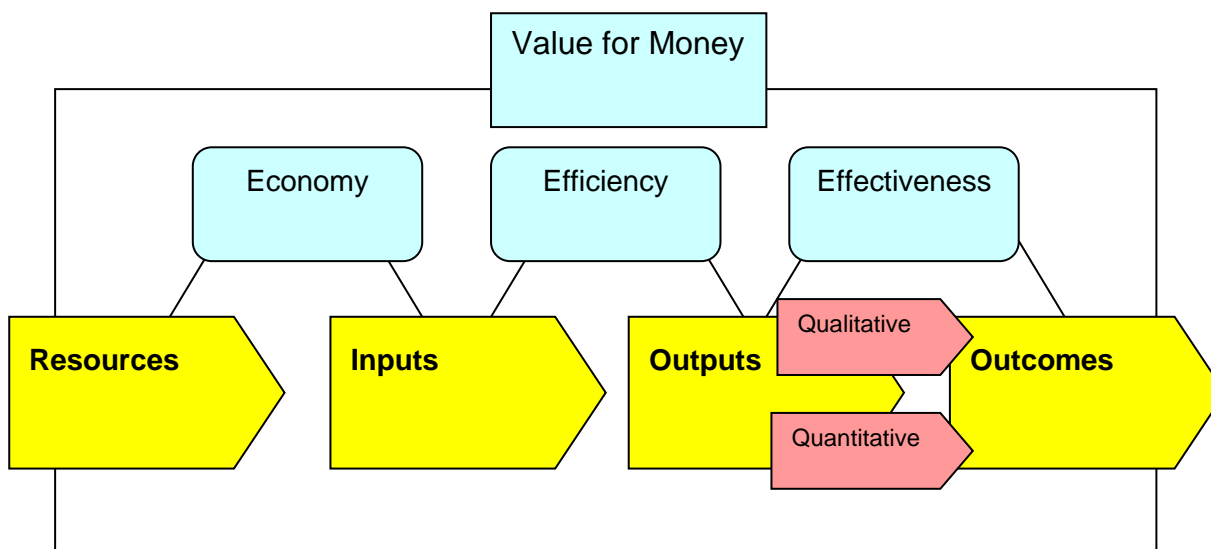 Value for Money
Economy
Efficiency
Effectiveness
Resources
Inputs
Outputs
Qualitative
Outcomes
Quantitative